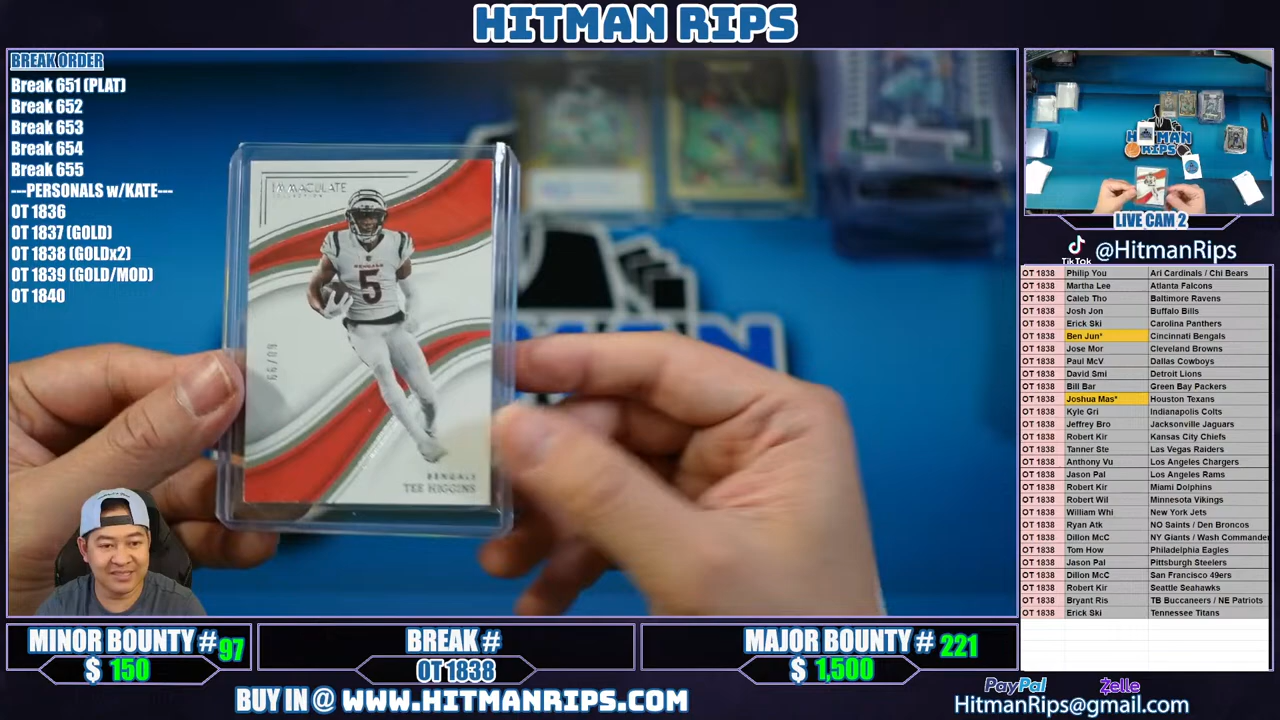 HITMAN RIPS
BREAK ORDER
Break 651 (PLAT)
Break 652
Break 653
Break 654
Break 655
---PERSONALS w/KATE---
OT 1836
OT 1837 (GOLD)
OT 1838 (GOLDx2)
OT 1839 (GOLD/MOD)
OT 1840
IMMACULATE
COLLECTION
BENGALS
5
BENGALS
TEE HIGGINS
HITMAN
RIPS
LIVE CAM 2
TikTok
@HitmanRips
OT 1838 Philip You Ari Cardinals / Chi Bears
OT 1838 Martha Lee Atlanta Falcons
OT 1838 Caleb Tho Baltimore Ravens
OT 1838 Josh Jon Buffalo Bills
OT 1838 Erick Ski Carolina Panthers
OT 1838 Ben Jun* Cincinnati Bengals
OT 1838 Jose Mor Cleveland Browns
OT 1838 Paul McV Dallas Cowboys
OT 1838 David Smi Detroit Lions
OT 1838 Bill Bar Green Bay Packers
OT 1838 Joshua Mas* Houston Texans
OT 1838 Kyle Gri Indianapolis Colts
OT 1838 Jeffrey Bro Jacksonville Jaguars
OT 1838 Robert Kir Kansas City Chiefs
OT 1838 Tanner Ste Las Vegas Raiders
OT 1838 Anthony Vu Los Angeles Chargers
OT 1838 Jason Pal Los Angeles Rams
OT 1838 Robert Kir Miami Dolphins
OT 1838 Robert Wil Minnesota Vikings
OT 1838 William Whi New York Jets
OT 1838 Ryan Atk NO Saints / Den Broncos
OT 1838 Dillon McC NY Giants / Wash Commander
OT 1838 Tom How Philadelphia Eagles
OT 1838 Jason Pal Pittsburgh Steelers
OT 1838 Dillon McC San Francisco 49ers
OT 1838 Robert Kir Seattle Seahawks
OT 1838 Bryant Ris TB Buccaneers / NE Patriots
OT 1838 Erick Ski Tennessee Titans
MINOR BOUNTY # 97
$ 150
BREAK #
OT 1838
MAJOR BOUNTY # 221
$ 1,500
BUY IN @ WWW.HITMANRIPS.COM
PayPal Zelle
HitmanRips@gmail.com